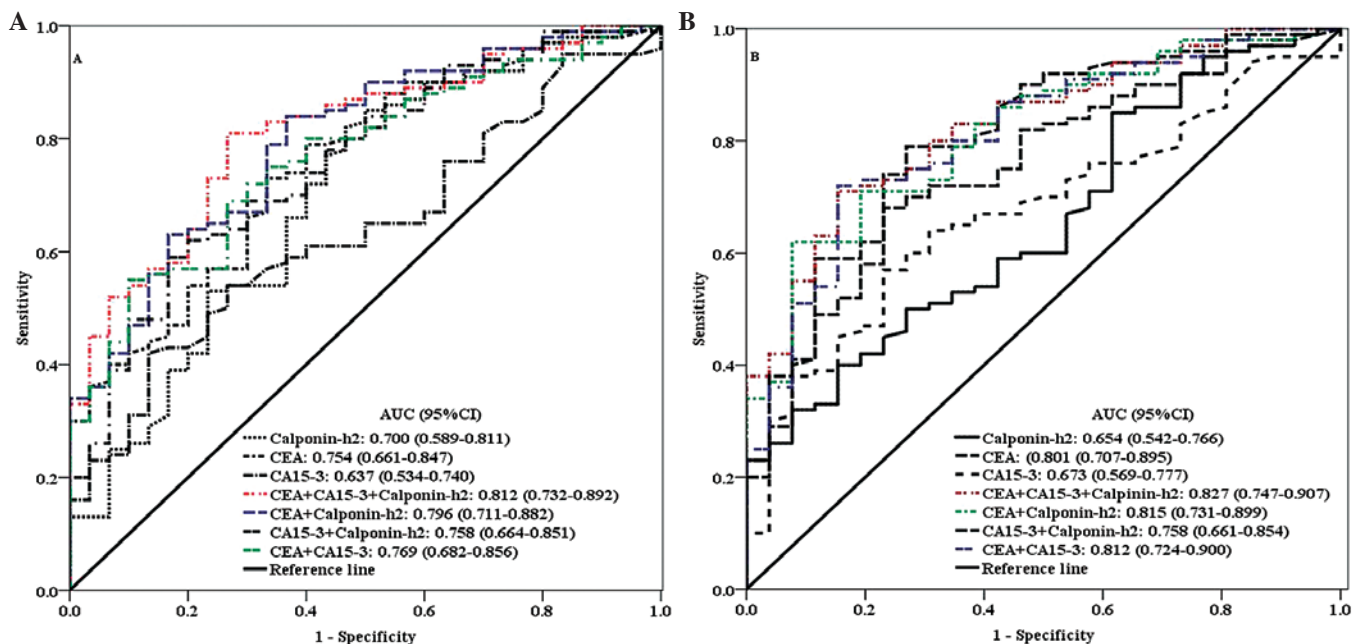 A
A
1.0
0.8
0.6
0.4
0.2
0.0
Sensitivity
AUC (95%CI)
Calponin-h2: 0.700 (0.589-0.811)
CEA: 0.754 (0.661-0.847)
CA15-3: 0.637 (0.534-0.740)
CEA+CA15-3+Calponin-h2: 0.812 (0.732-0.892)
CEA+Calponin-h2: 0.796 (0.711-0.882)
CA15-3+Calponin-h2: 0.758 (0.664-0.851)
CEA+CA15-3: 0.769 (0.682-0.856)
Reference line
0.0 0.2 0.4 0.6 0.8 1.0
1 - Specificity
B
B
1.0
0.8
0.6
0.4
0.2
0.0
Sensitivity
AUC (95%CI)
Calponin-h2: 0.654 (0.542-0.766)
CEA: (0.801 (0.707-0.895)
CA15-3: 0.673 (0.569-0.777)
CEA+CA15-3+Calpinin-h2: 0.827 (0.747-0.907)
CEA+Calponin-h2: 0.815 (0.731-0.899)
CA15-3+Calponin-h2: 0.758 (0.661-0.854)
CEA+CA15-3: 0.812 (0.724-0.900)
Reference line
0.0 0.2 0.4 0.6 0.8 1.0
1 - Specificity